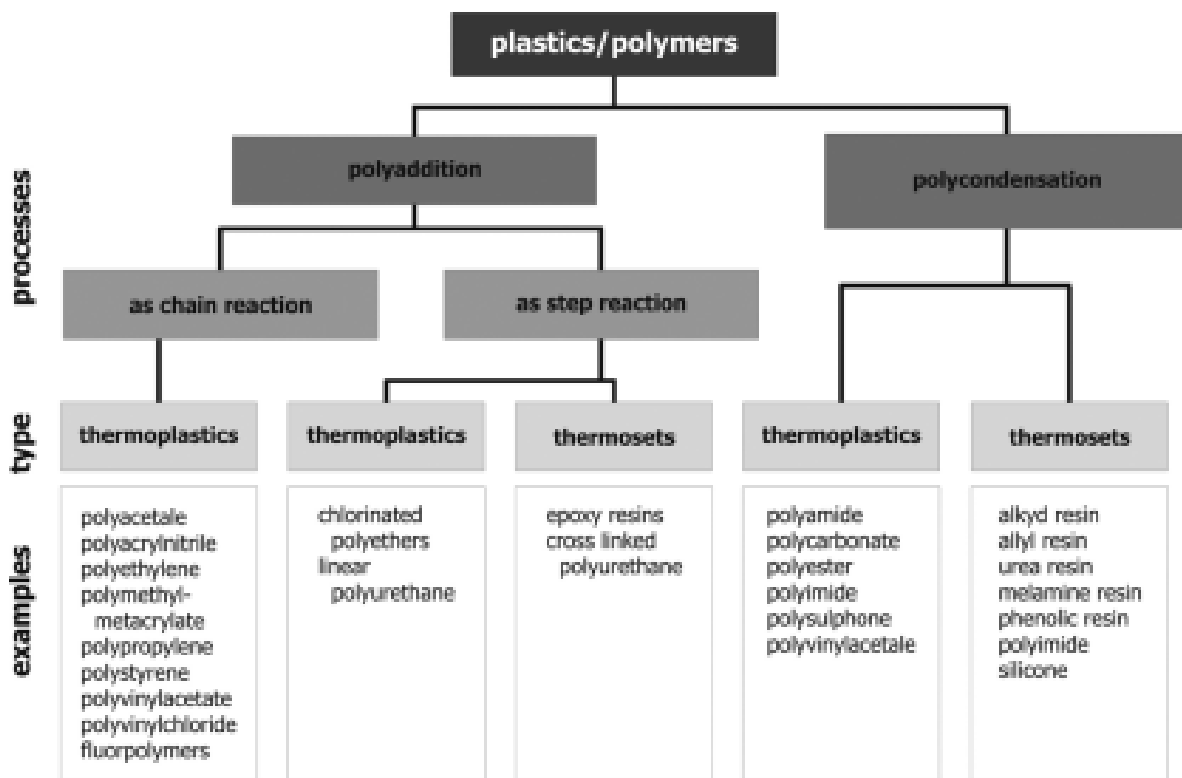 plastics/polymers
processes
polyaddition
polycondensation
as chain reaction
as step reaction
type
thermoplastics
thermoplastics
thermosets
thermoplastics
thermosets
examples
polyacetale
polyacrylnitrile
polyethylene
polymethyl-
metacrylate
polypropylene
polystyrene
polyvinylacetate
polyvinylchloride
fluorpolymers
chlorinated
polyethers
linear
polyurethane
epoxy resins
cross linked
polyurethane
polyamide
polycarbonate
polyester
polyimide
polysulphone
polyvinylacetale
alkyd resin
allyl resin
urea resin
melamine resin
phenolic resin
polyimide
silicone